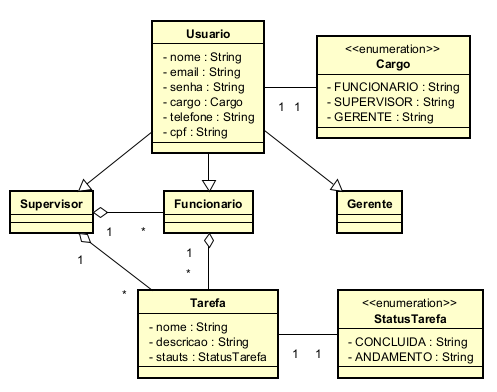 Usuario
- nome : String
- email : String
- senha : String
- cargo : Cargo
- telefone : String
- cpf : String
<<enumeration>>
Cargo
- FUNCIONARIO : String
- SUPERVISOR : String
- GERENTE : String
1 1
Supervisor
Funcionario
Gerente
1 *
1
*
1
*
Tarefa
- nome : String
- descricao : String
- stauts : StatusTarefa
<<enumeration>>
StatusTarefa
- CONCLUIDA : String
- ANDAMENTO : String
1 1